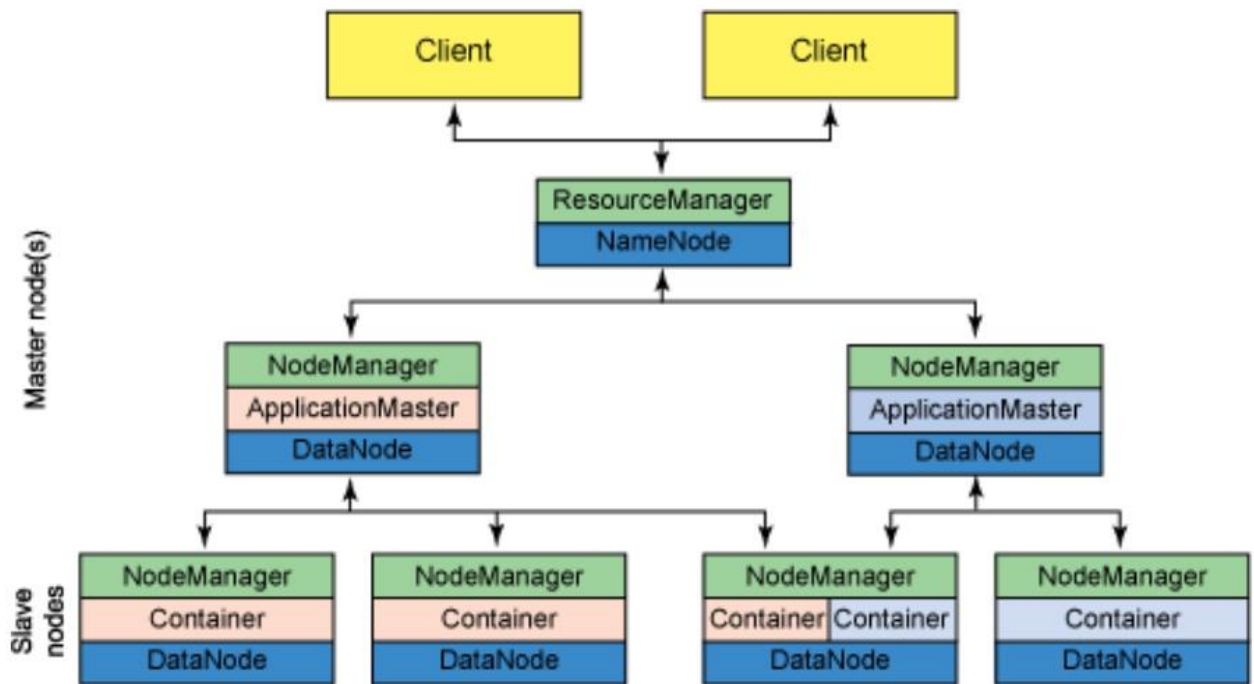 Client
Client
ResourceManager
NameNode
Master node(s)
NodeManager
ApplicationMaster
DataNode
NodeManager
ApplicationMaster
DataNode
Slave
nodes
NodeManager
Container
DataNode
NodeManager
Container
DataNode
NodeManager
Container Container
DataNode
NodeManager
Container
DataNode